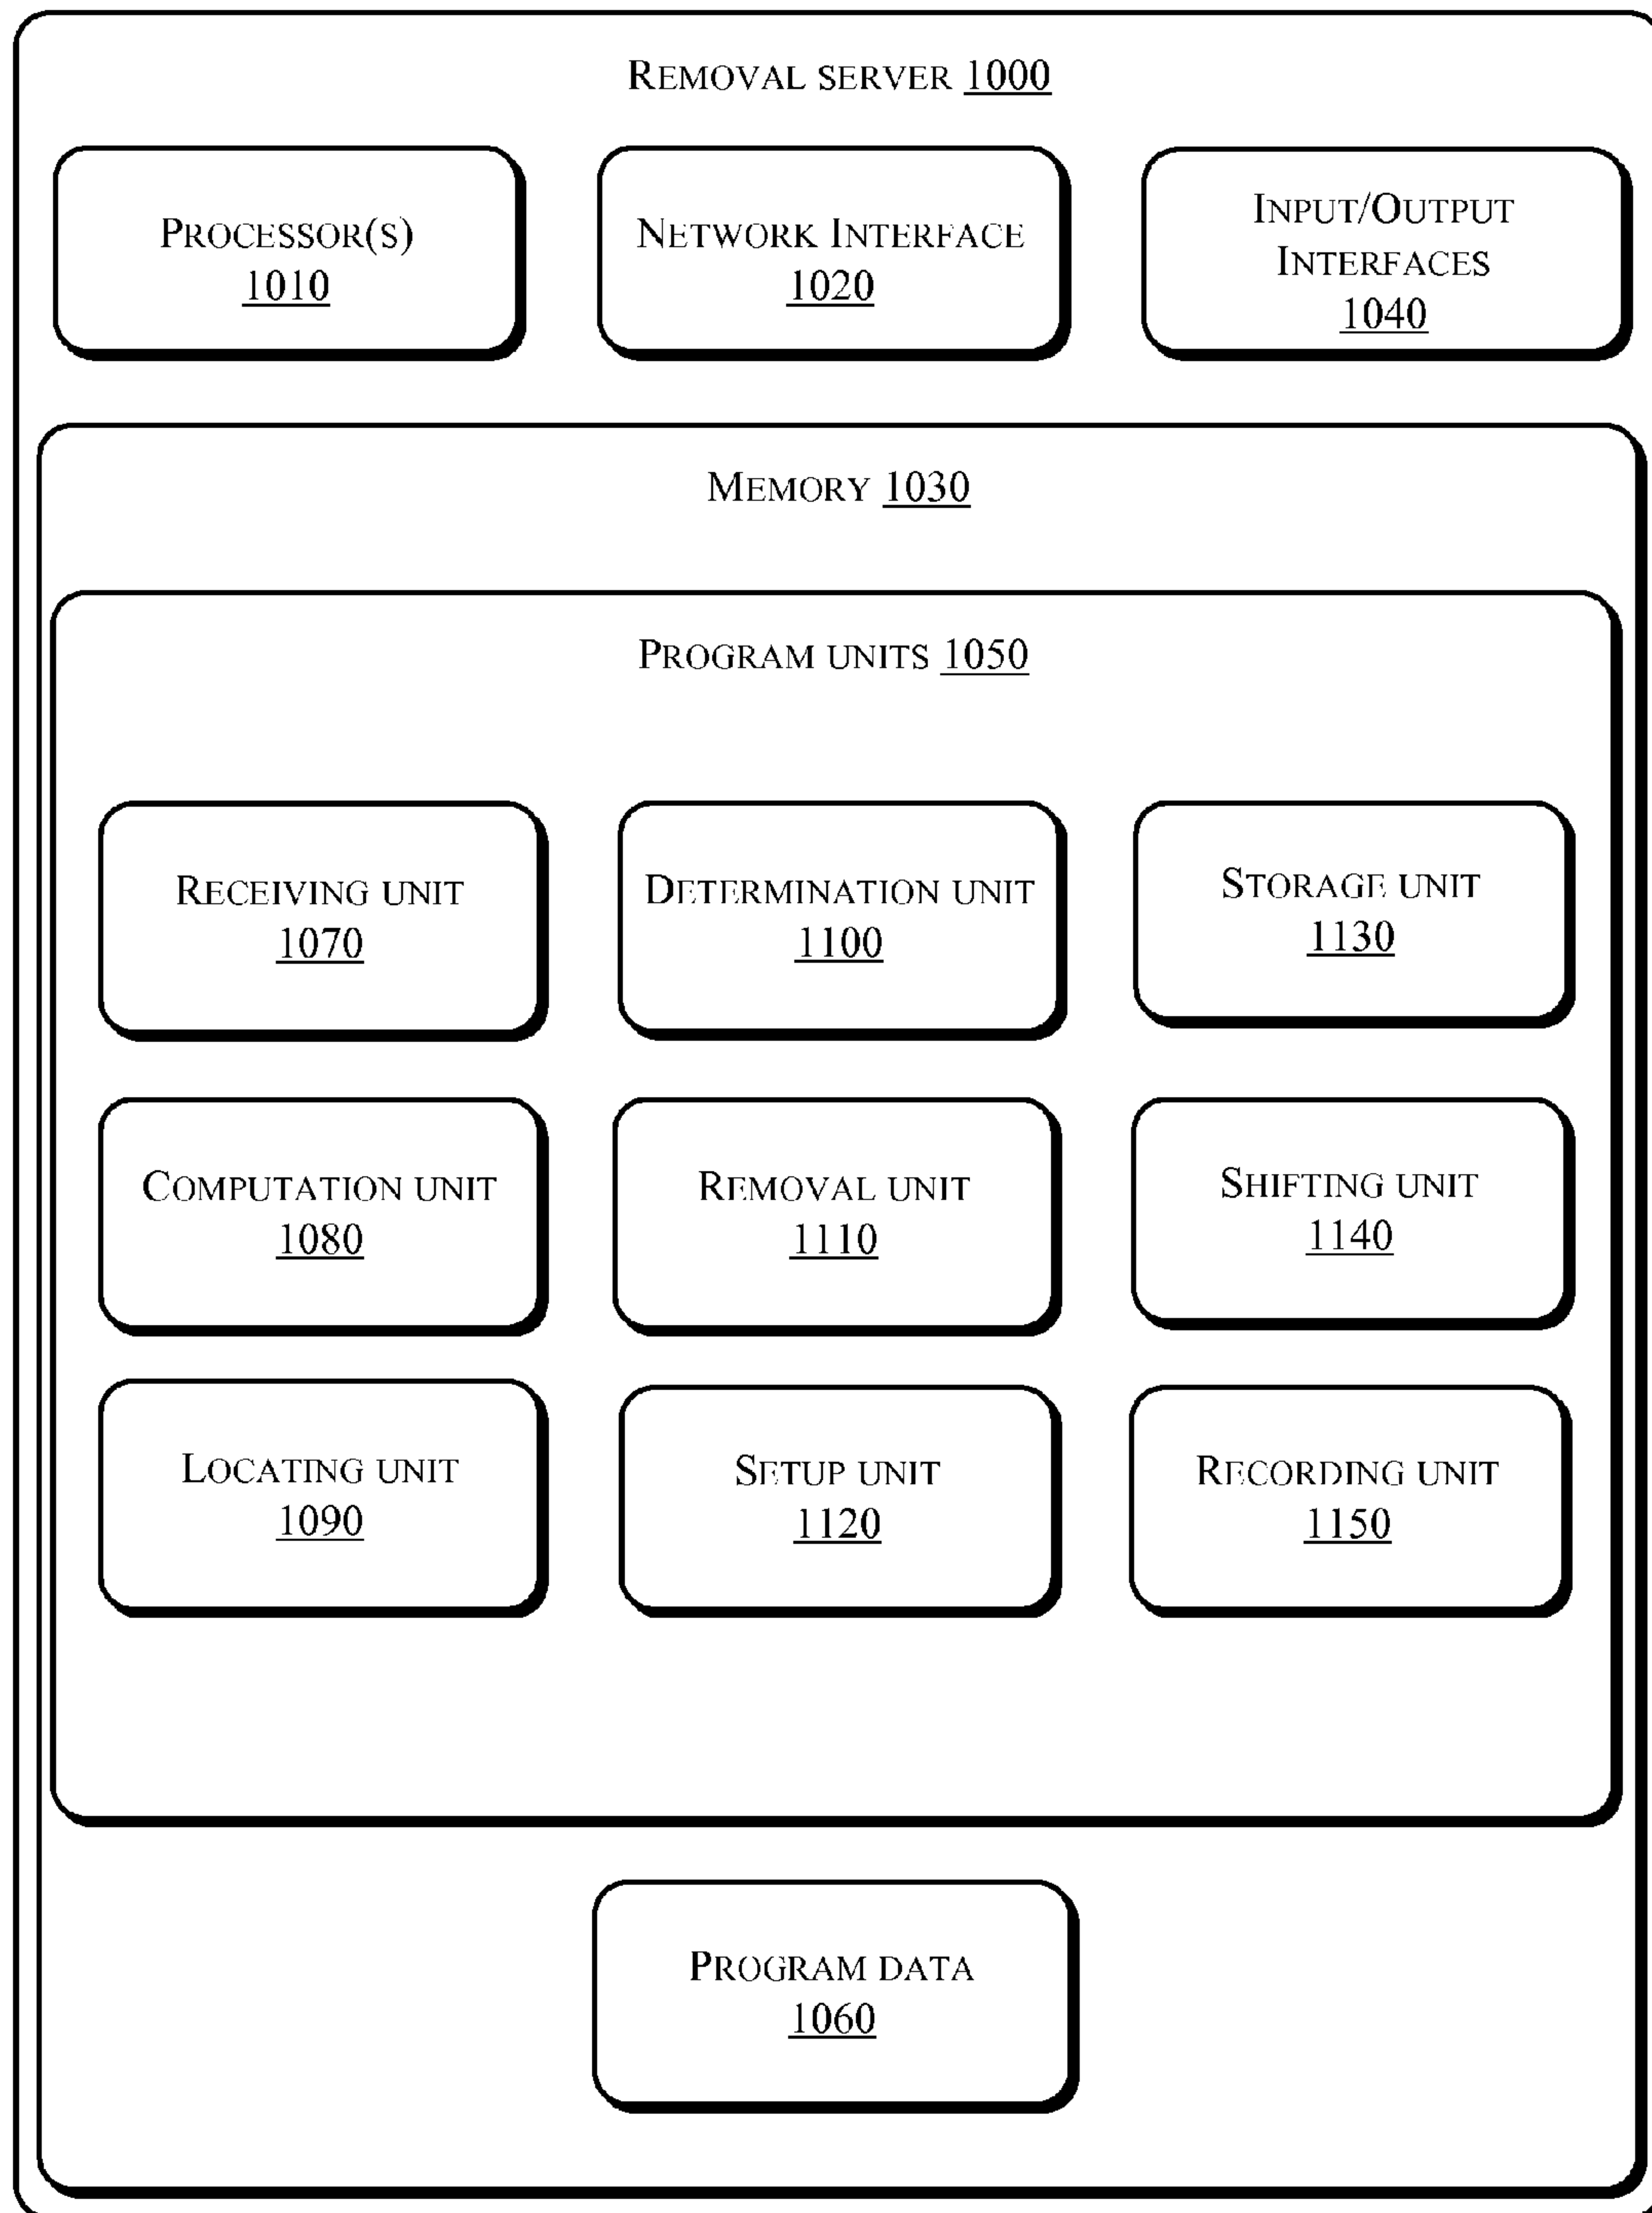 REMOVAL SERVER 1000
PROCESSOR(S)
1010
NETWORK INTERFACE
1020
INPUT/OUTPUT
INTERFACES
1040
MEMORY 1030
PROGRAM UNITS 1050
RECEIVING UNIT
1070
DETERMINATION UNIT
1100
STORAGE UNIT
1130
COMPUTATION UNIT
1080
REMOVAL UNIT
1110
SHIFTING UNIT
1140
LOCATING UNIT
1090
SETUP UNIT
1120
RECORDING UNIT
1150
PROGRAM DATA
1060